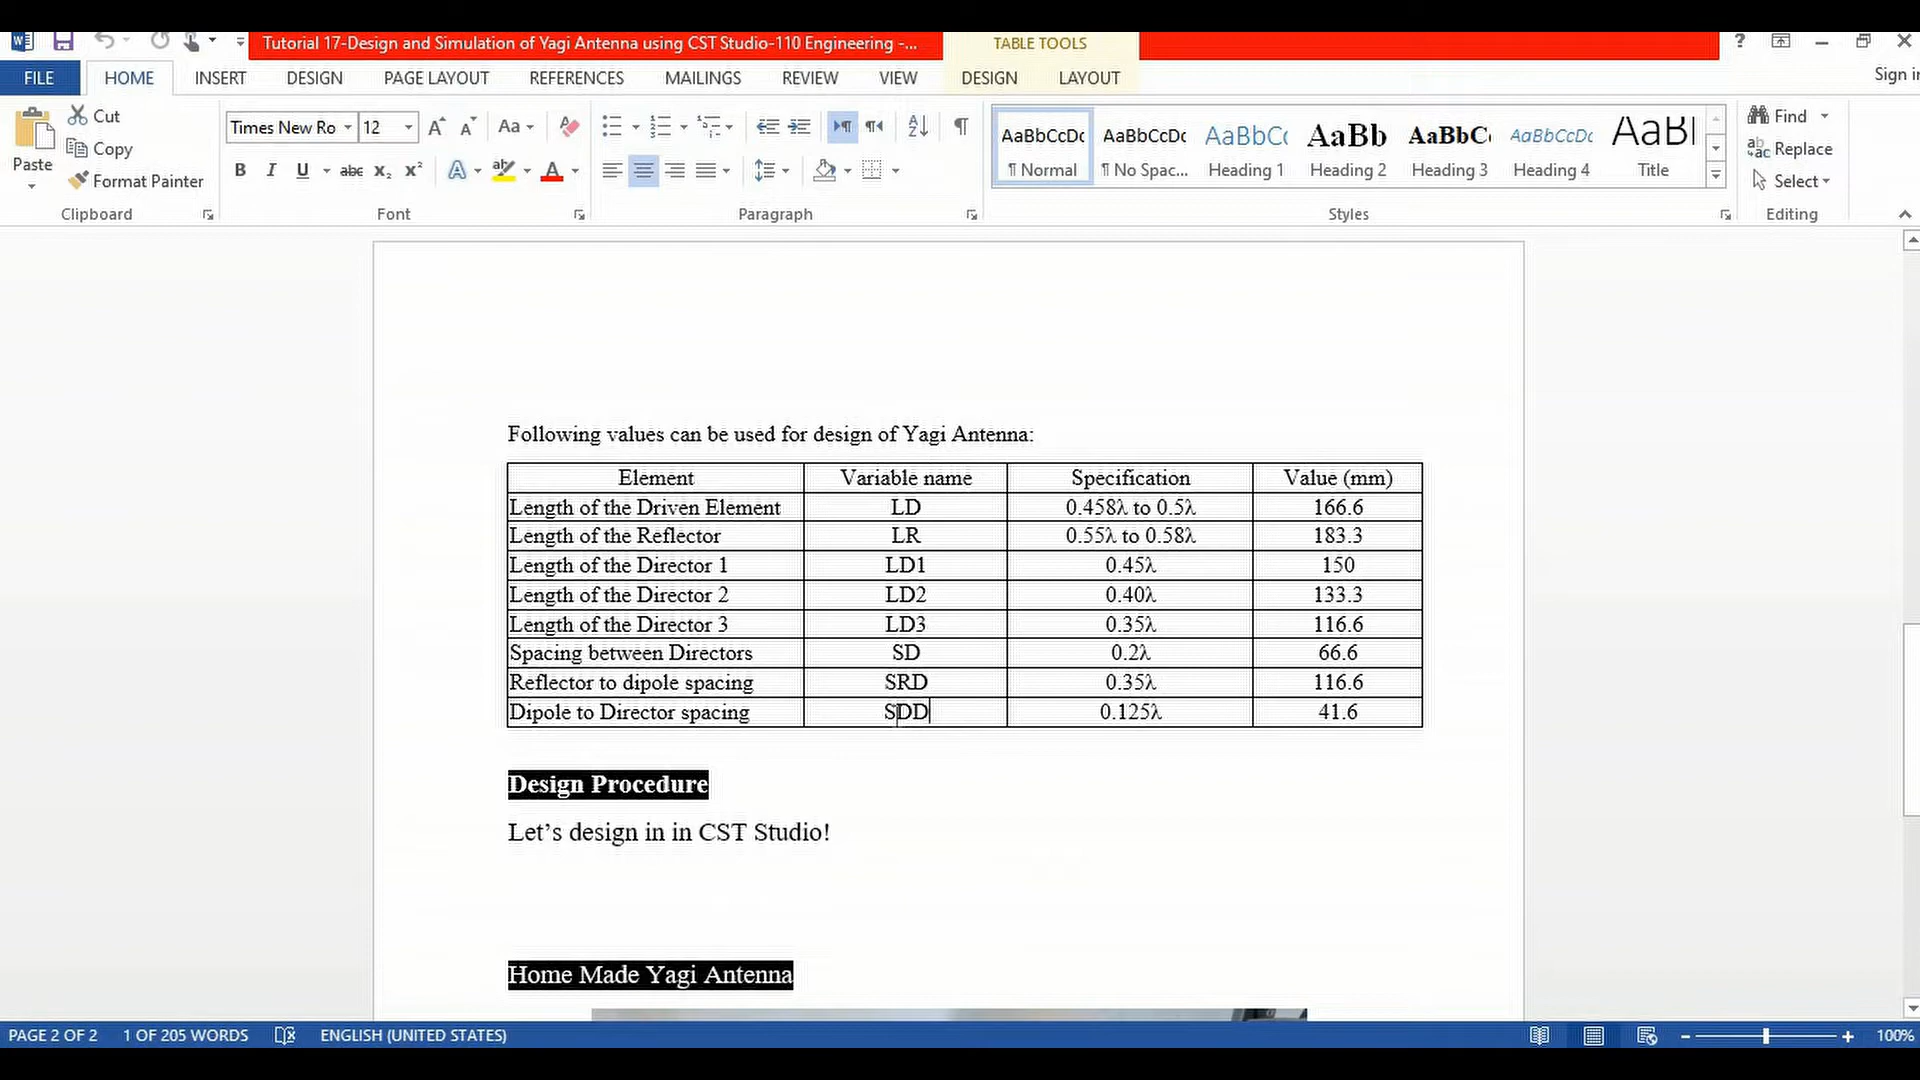 Tutorial 17-Design and Simulation of Yagi Antenna using CST Studio-110 Engineering -...
TABLE TOOLS
?
FILE HOME INSERT DESIGN PAGE LAYOUT REFERENCES MAILINGS REVIEW VIEW DESIGN LAYOUT Sign in
Paste
Cut
Copy
Format Painter
Clipboard
Times New Ro 12 Aa
B I U abc x₂ x² A ab A
Font
Paragraph
AaBbCcDc AaBbCcDc AaBbCc AaBb AaBbC AaBbCcDc AaBl
¶ Normal ¶ No Spac... Heading 1 Heading 2 Heading 3 Heading 4 Title
Styles
Find
Replace
Select
Editing
Following values can be used for design of Yagi Antenna:
Element Variable name Specification Value (mm)
Length of the Driven Element LD 0.458λ to 0.5λ 166.6
Length of the Reflector LR 0.55λ to 0.58λ 183.3
Length of the Director 1 LD1 0.45λ 150
Length of the Director 2 LD2 0.40λ 133.3
Length of the Director 3 LD3 0.35λ 116.6
Spacing between Directors SD 0.2λ 66.6
Reflector to dipole spacing SRD 0.35λ 116.6
Dipole to Director spacing SDD 0.125λ 41.6
Design Procedure
Let's design in in CST Studio!
Home Made Yagi Antenna
PAGE 2 OF 2 1 OF 205 WORDS ENGLISH (UNITED STATES) 100%